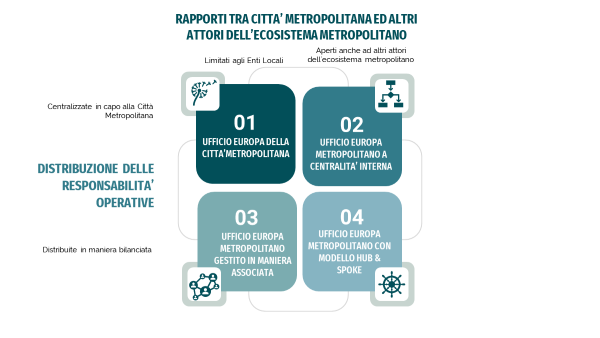 RAPPORTI TRA CITTA’ METROPOLITANA ED ALTRI
ATTORI DELL’ECOSISTEMA METROPOLITANO
Limitati agli Enti Locali
Aperti anche ad altri attori
dell’ecosistema metropolitano
Centralizzate in capo alla Città
Metropolitana
01
UFFICIO EUROPA DELLA
CITTA’METROPOLITANA
02
UFFICIO EUROPA
METROPOLITANO A
CENTRALITA’ INTERNA
DISTRIBUZIONE DELLE
RESPONSABILITA’
OPERATIVE
Distribuite in maniera bilanciata
03
UFFICIO EUROPA
METROPOLITANO
GESTITO IN MANIERA
ASSOCIATA
04
UFFICIO EUROPA
METROPOLITANO CON
MODELLO HUB &
SPOKE